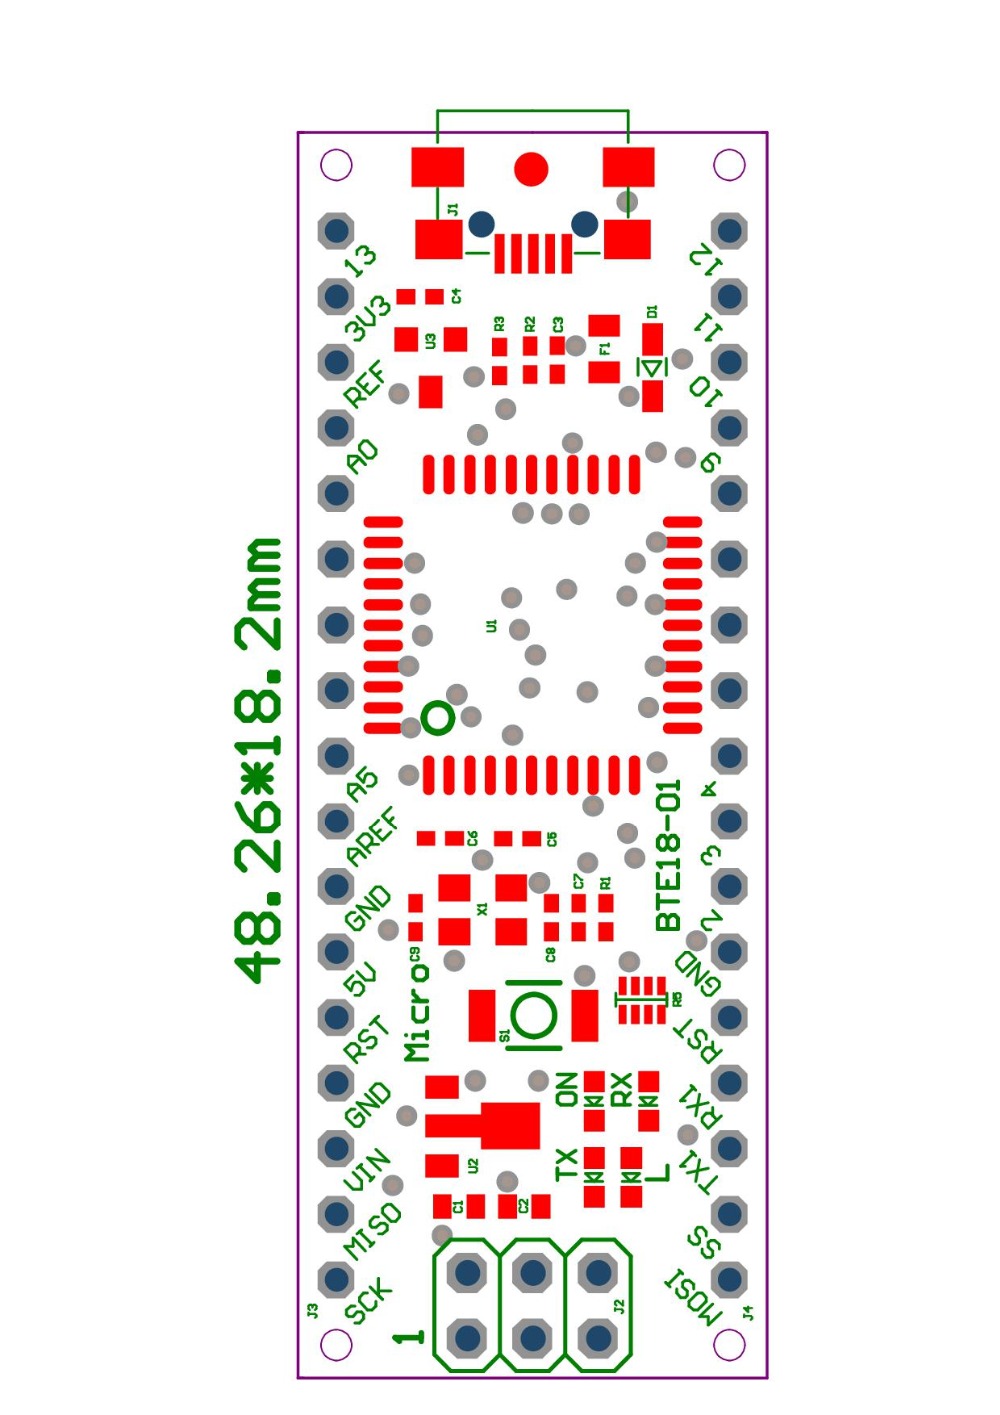 J1
13
12
3V3
C4
11
U3
R3
R2
C3
F1
D1
REF
10
A0
9
48.26*18.2mm
U1
A5
4
BTE18-01
AREF
C6
C5
3
GND
X1
C7
R1
2
C9
C8
5V
GND
Micro
R5
RST
S1
RST
GND
ON
RX
RX1
VIN
U2
TX
L
TX1
MISO
C1
C2
SS
SCK
MOSI
J3
1
J2
J4